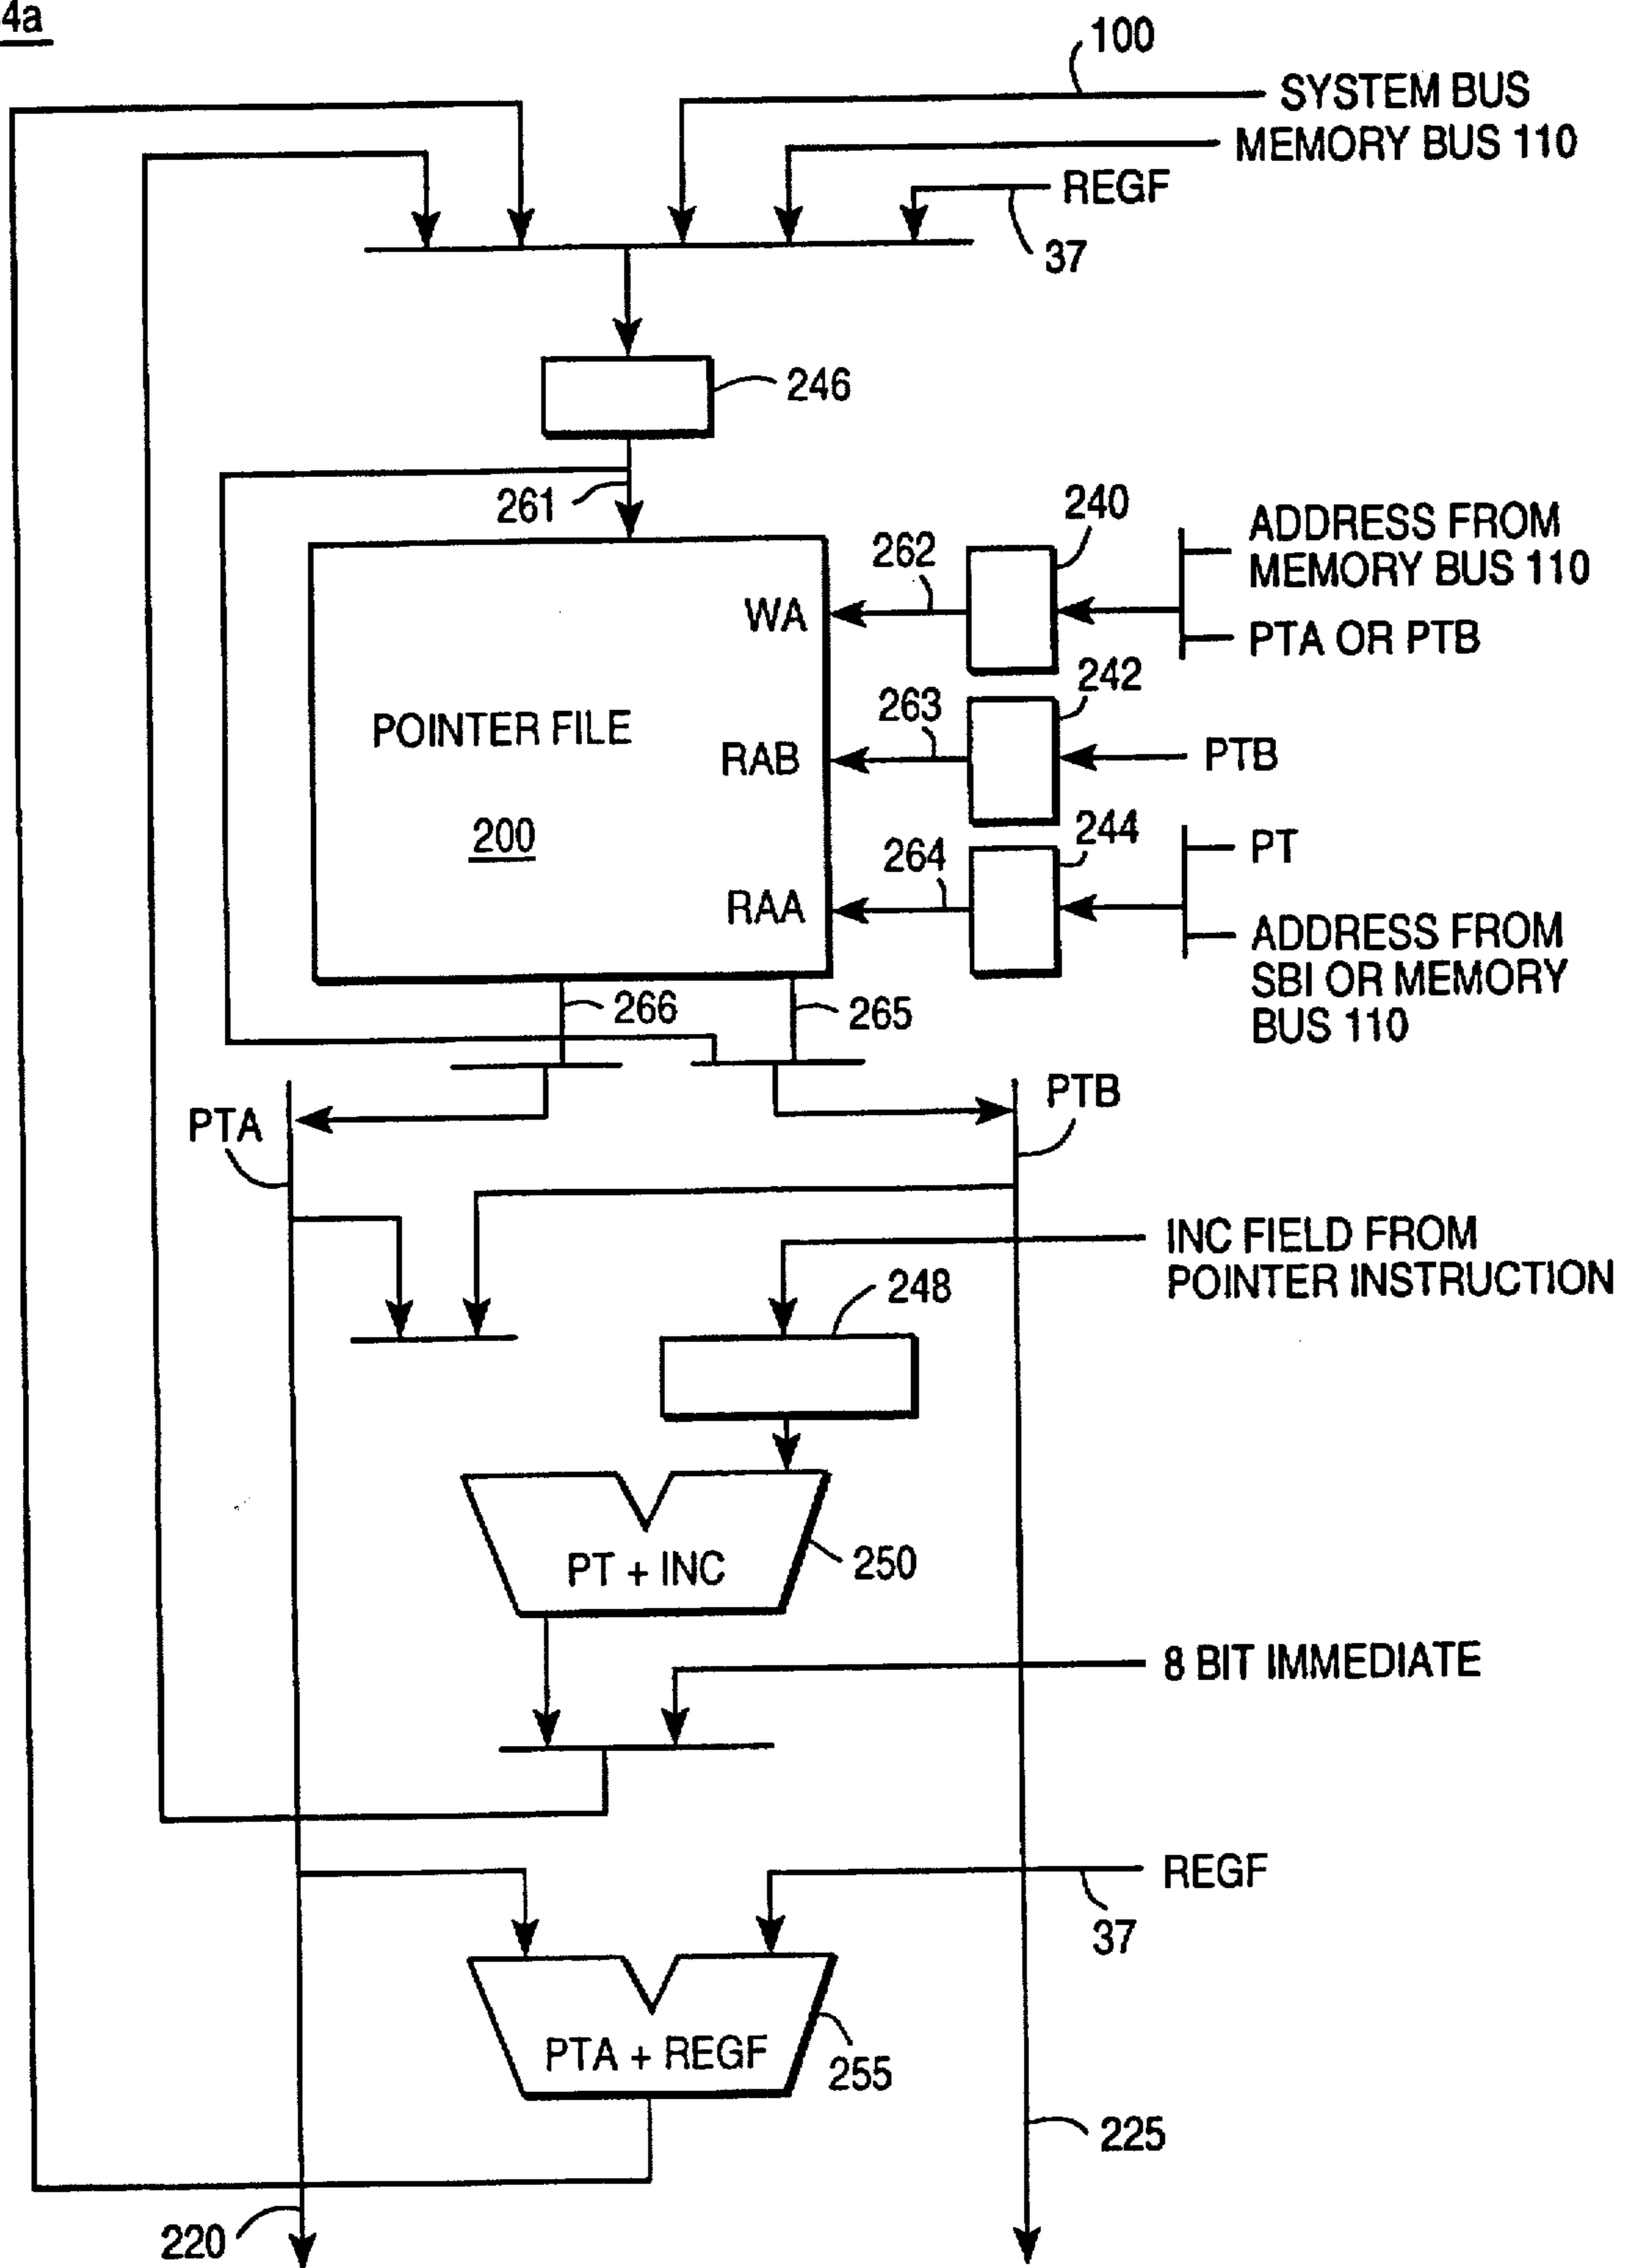 4a
100
SYSTEM BUS
MEMORY BUS 110
REGF
37
246
261
240
ADDRESS FROM
MEMORY BUS 110
262
WA
PTA OR PTB
242
263
POINTER FILE
RAB
PTB
200
244
PT
264
RAA
ADDRESS FROM
SBI OR MEMORY
BUS 110
266
265
PTA
PTB
INC FIELD FROM
POINTER INSTRUCTION
248
PT + INC
250
8 BIT IMMEDIATE
REGF
37
PTA + REGF
255
225
220